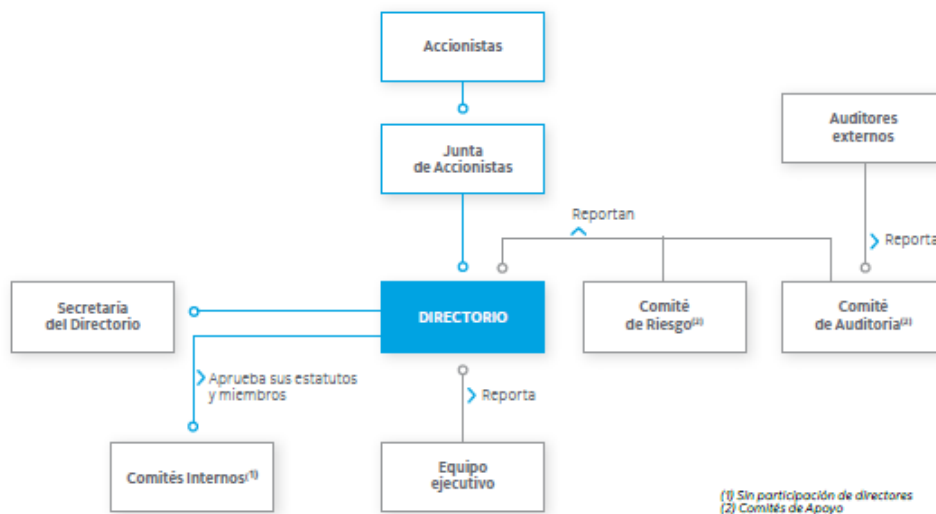 Accionistas
Junta
de Accionistas
Auditores
externos
Reportan
Reporta
Secretaría
del Directorio
DIRECTORIO
Comité
de Riesgo(2)
Comité
de Auditoría(2)
Aprueba sus estatutos
y miembros
Reporta
Comités Internos(1)
Equipo
ejecutivo
(1) Sin participación de directores
(2) Comités de Apoyo